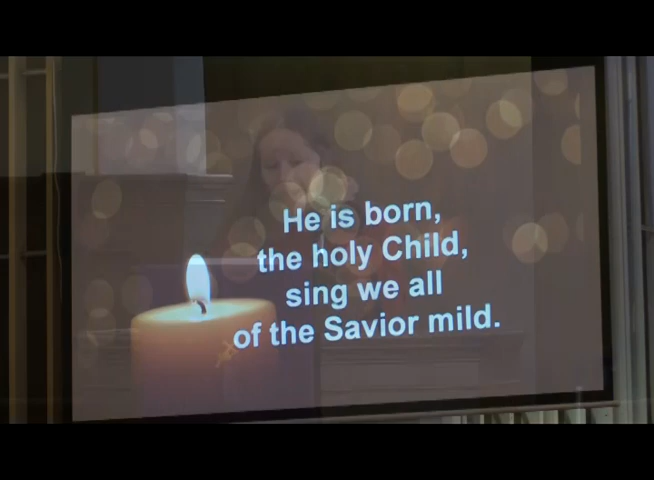 He is born,
the holy Child,
sing we all
of the Savior mild.